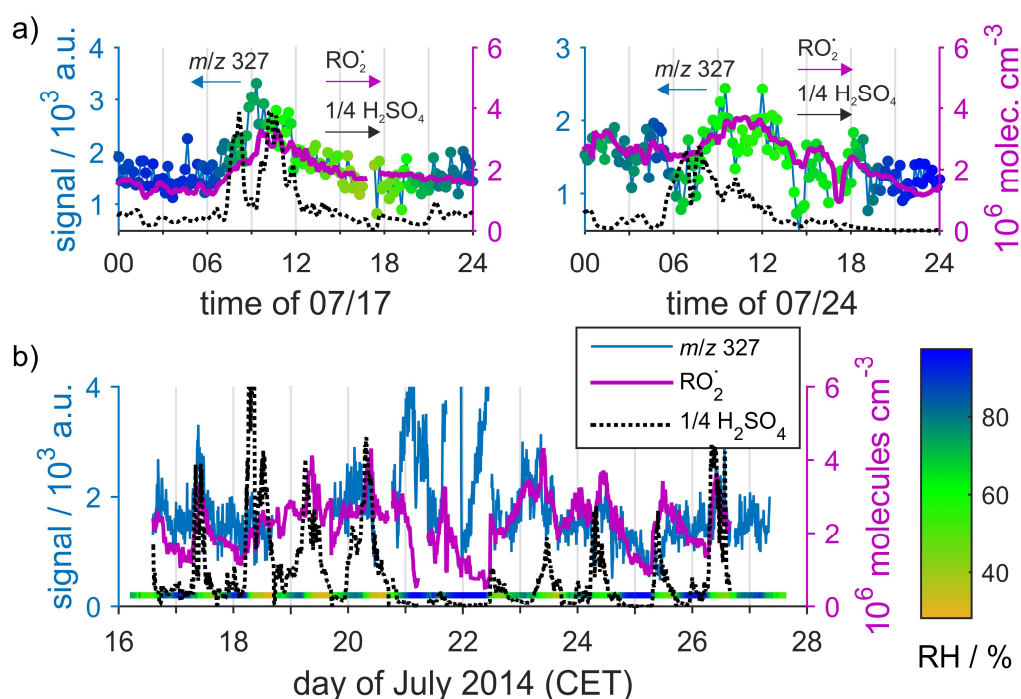 a)
signal / 10³ a.u.
4
3
2
1
m/z 327
RO₂˙
1/4 H₂SO₄
6
4
2
0
00 06 12 18 24
time of 07/17
3
2
1
m/z 327
RO₂˙
1/4 H₂SO₄
6
4
2
0
10⁶ molec. cm⁻³
00 06 12 18 24
time of 07/24
b)
m/z 327
RO₂˙
1/4 H₂SO₄
signal / 10³ a.u.
4
2
0
6
4
2
0
10⁶ molecules cm⁻³
16 18 20 22 24 26 28
day of July 2014 (CET)
80
60
40
RH / %